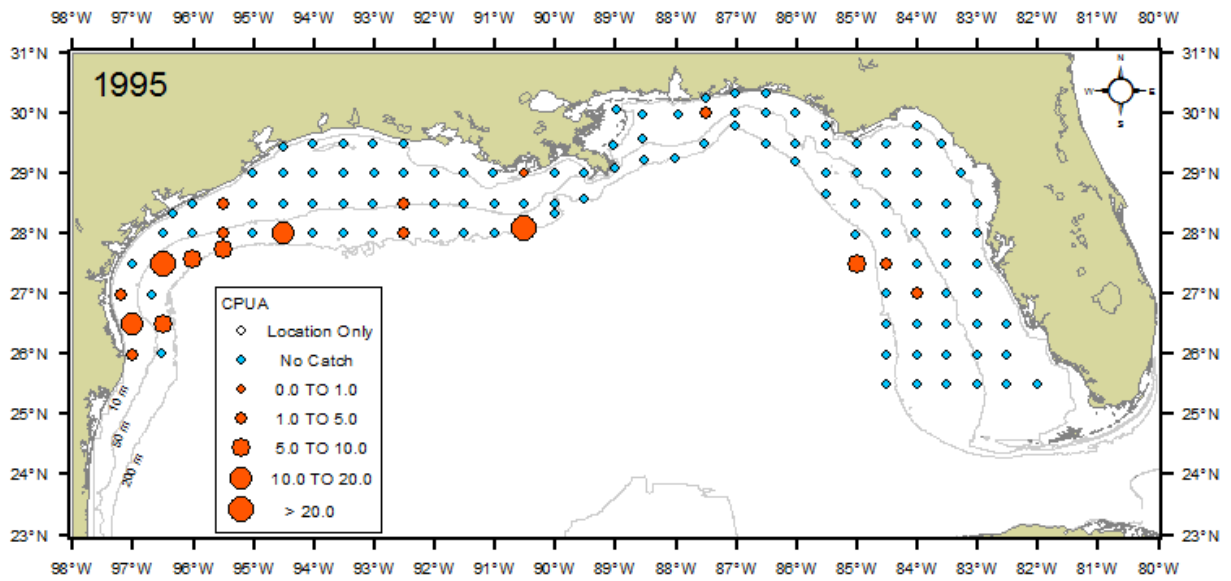 98°W 97°W 96°W 95°W 94°W 93°W 92°W 91°W 90°W 89°W 88°W 87°W 86°W 85°W 84°W 83°W 82°W 81°W 80°W
31°N 31°N
1995
N
W E
S
30°N 30°N
29°N 29°N
28°N 28°N
27°N 27°N
26°N 26°N
25°N 25°N
24°N 24°N
23°N 23°N
CPUA
Location Only
No Catch
0.0 TO 1.0
1.0 TO 5.0
5.0 TO 10.0
10.0 TO 20.0
> 20.0
10 m
50 m
200 m
98°W 97°W 96°W 95°W 94°W 93°W 92°W 91°W 90°W 89°W 88°W 87°W 86°W 85°W 84°W 83°W 82°W 81°W 80°W